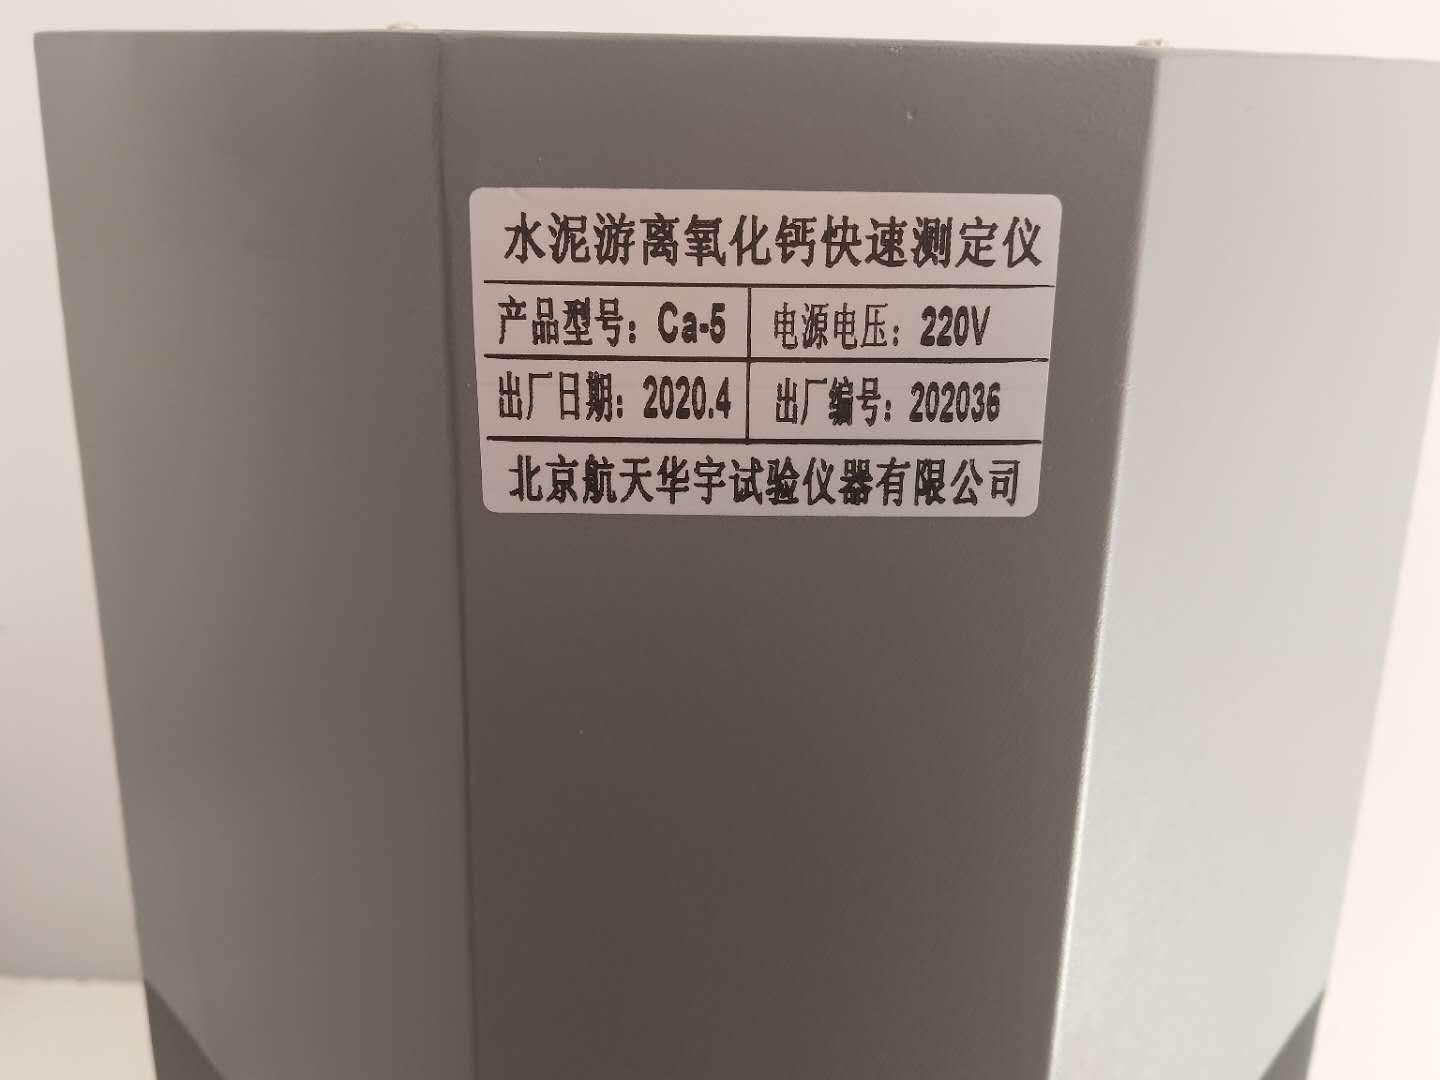 水泥游离氧化钙快速测定仪
产品型号：Ca-5 电源电压：220V
出厂日期：2020.4 出厂编号：202036
北京航天华宇试验仪器有限公司